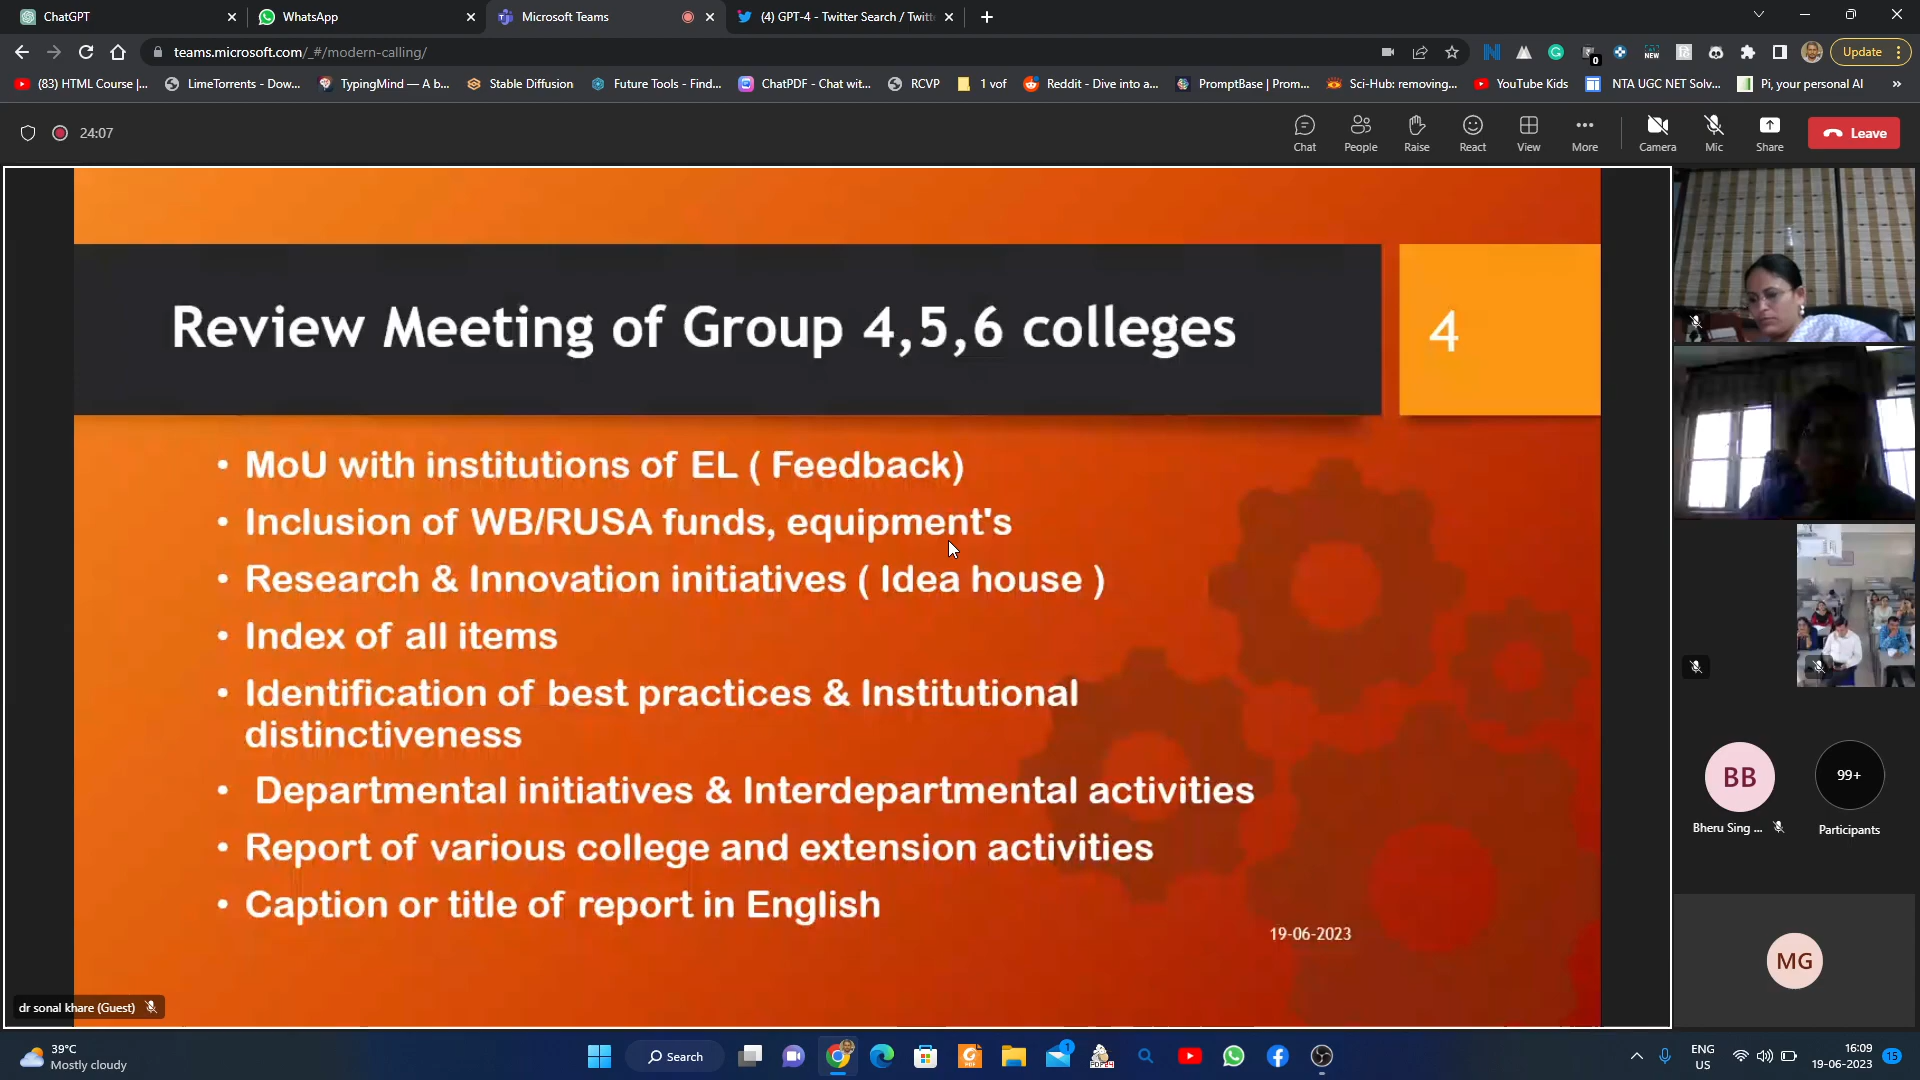 ChatGPT
WhatsApp
Microsoft Teams
(4) GPT-4 - Twitter Search / Twitt
teams.microsoft.com/_#/modern-calling/
0
NEW
Update
(83) HTML Course |...
LimeTorrents - Dow...
TypingMind — A b...
Stable Diffusion
Future Tools - Find...
ChatPDF - Chat wit...
RCVP
1 vof
Reddit - Dive into a...
PromptBase | Prom...
Sci-Hub: removing...
YouTube Kids
NTA UGC NET Solv...
Pi, your personal AI
»
24:07
Chat
People
Raise
React
View
More
Camera
Mic
Share
Leave
Review Meeting of Group 4,5,6 colleges
4
• MoU with institutions of EL ( Feedback)
• Inclusion of WB/RUSA funds, equipment's
• Research & Innovation initiatives ( Idea house )
• Index of all items
• Identification of best practices & Institutional
distinctiveness
• Departmental initiatives & Interdepartmental activities
• Report of various college and extension activities
• Caption or title of report in English
19-06-2023
dr sonal khare (Guest)
BB
Bheru Sing ...
99+
Participants
MG
39°C
Mostly cloudy
Search
1
PDF24
ENG
US
16:09
19-06-2023
15